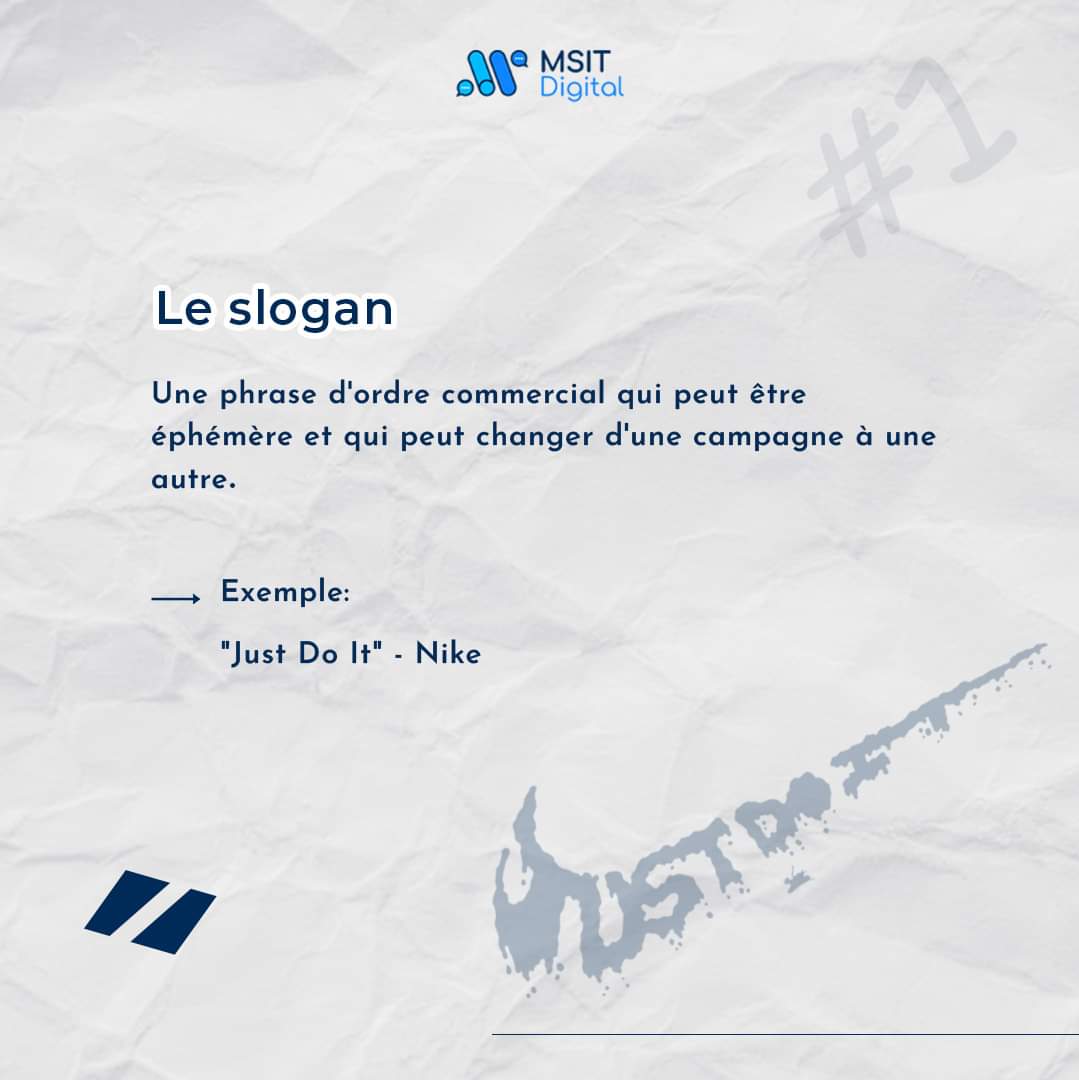 MSIT
Digital
#1
Le slogan
Une phrase d'ordre commercial qui peut être
éphémère et qui peut changer d'une campagne à une
autre.
Exemple:
"Just Do It" - Nike
JUST DO IT